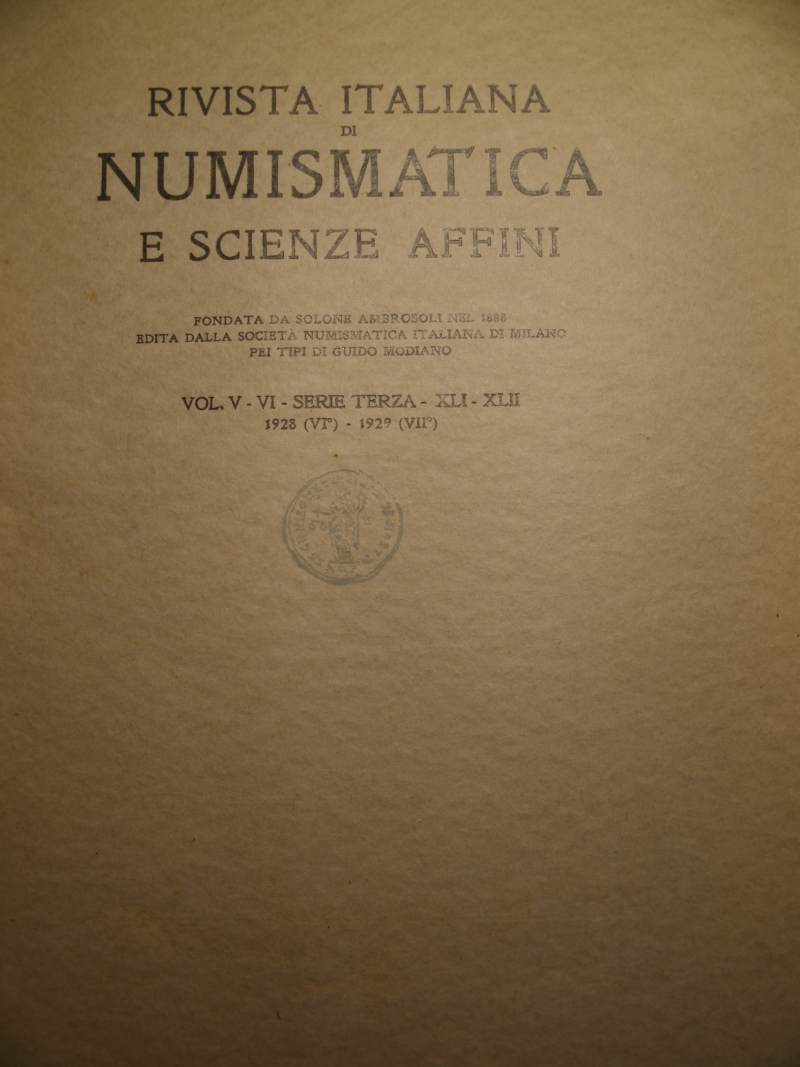 RIVISTA ITALIANA
DI
NUMISMATICA
E SCIENZE AFFINI
FONDATA DA SOLONE AMBROSOLI NEL 1888
EDITA DALLA SOCIETÀ NUMISMATICA ITALIANA DI MILANO
PEI TIPI DI GUIDO MODIANO
VOL. V - VI - SERIE TERZA - XLI - XLII
1928 (VI°) - 1929 (VII°)